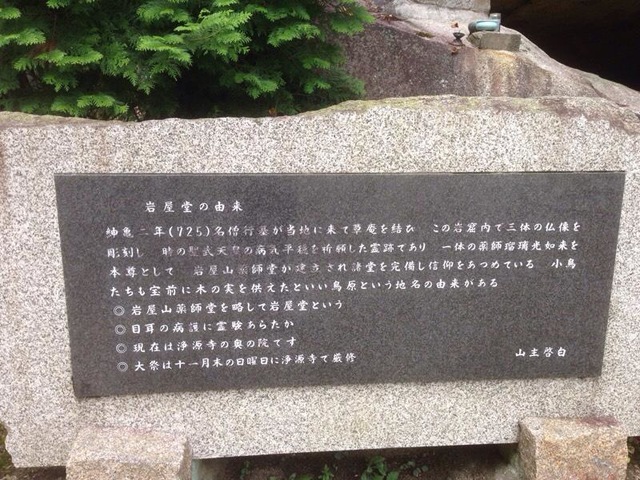 岩屋堂の由来
神亀二年(725)名僧行基が当地に来て草庵を結び この岩窟内で三体の仏像を
彫刻し 時の聖武天皇の病気平穏を祈願した霊跡であり 一体の薬師瑠璃光如来を
本尊として 岩屋山薬師堂が建立され諸堂を完備し信仰をあつめている 小鳥
たちも宝前に木の実を供えたといい鳥原という地名の由来がある
◎岩屋山薬師堂を略して岩屋堂という
◎目耳の病護に霊験あらたか
◎現在は浄源寺の奥の院です
◎大祭は十一月末の日曜日に浄源寺で厳修
山主啓白